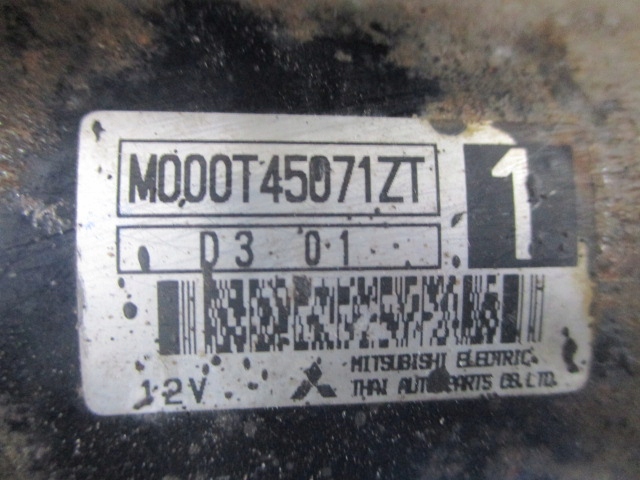 M000T45071ZT
1
D3 01
12V
MITSUBISHI ELECTRIC
THAI AUTO-PARTS CO.,LTD.